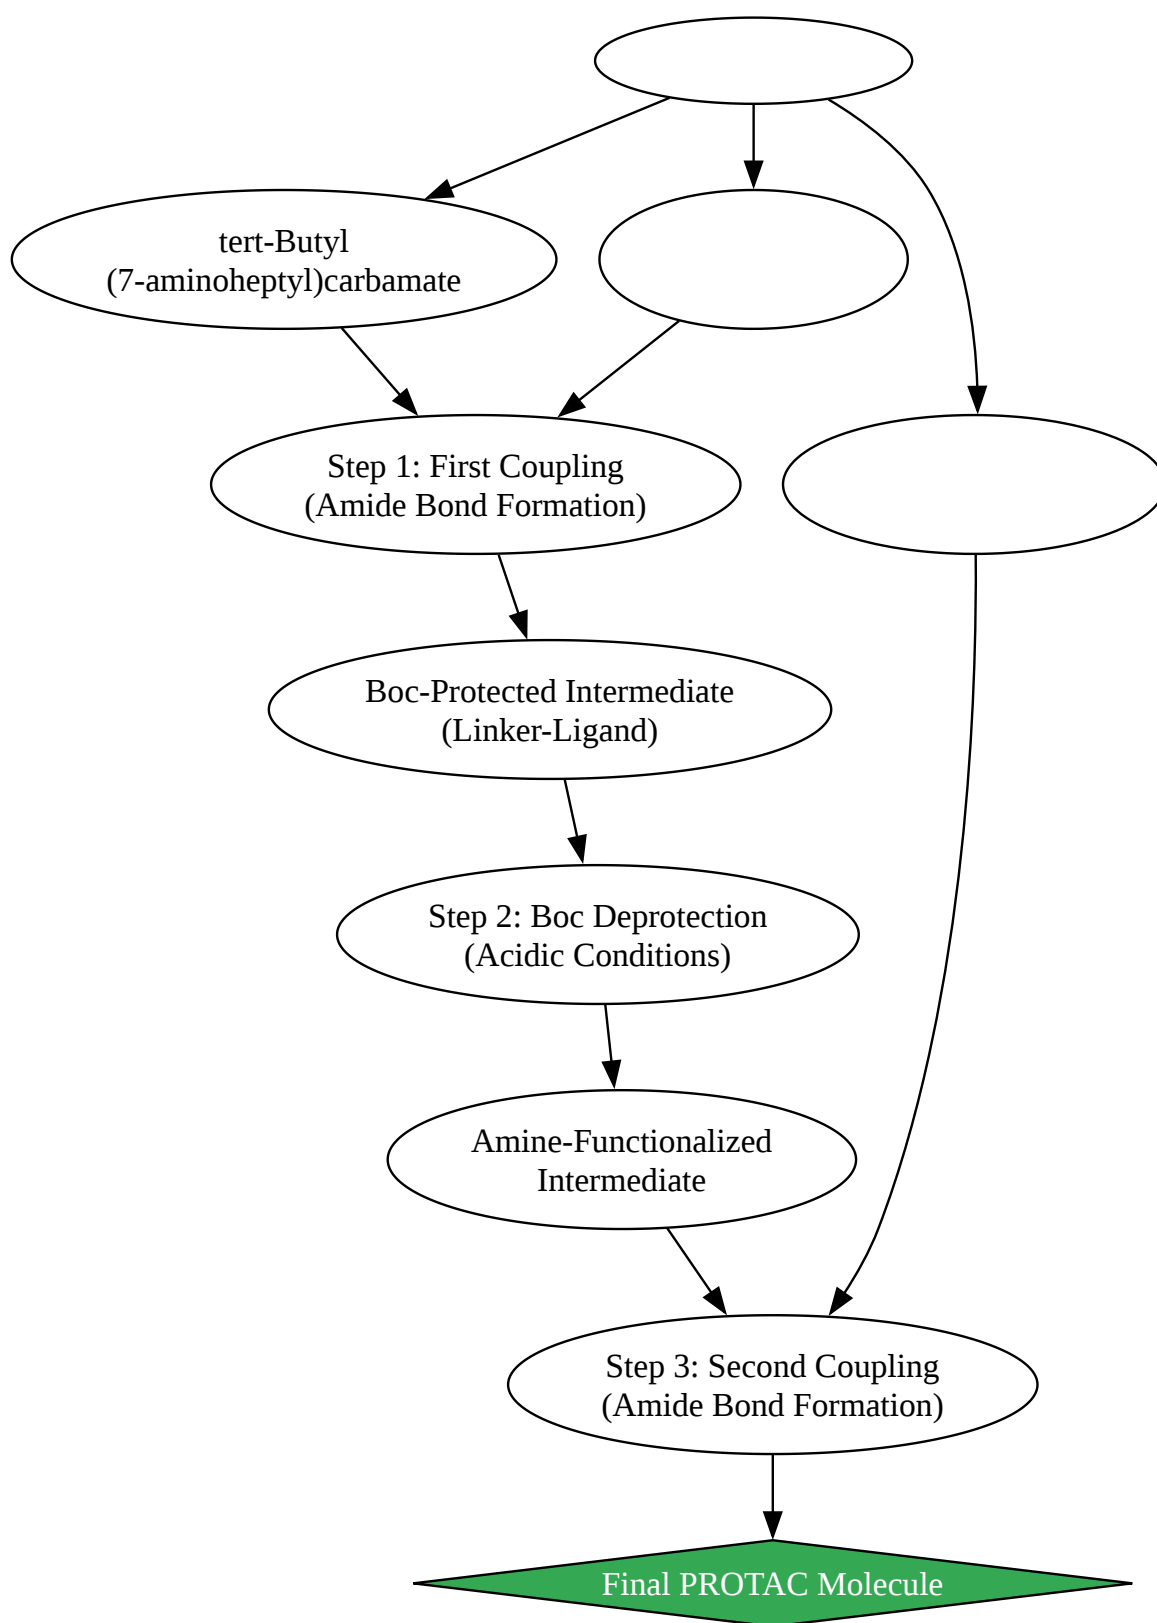 tert-Butyl
(7-aminoheptyl)carbamate
Step 1: First Coupling
(Amide Bond Formation)
Boc-Protected Intermediate
(Linker-Ligand)
Step 2: Boc Deprotection
(Acidic Conditions)
Amine-Functionalized
Intermediate
Step 3: Second Coupling
(Amide Bond Formation)
Final PROTAC Molecule